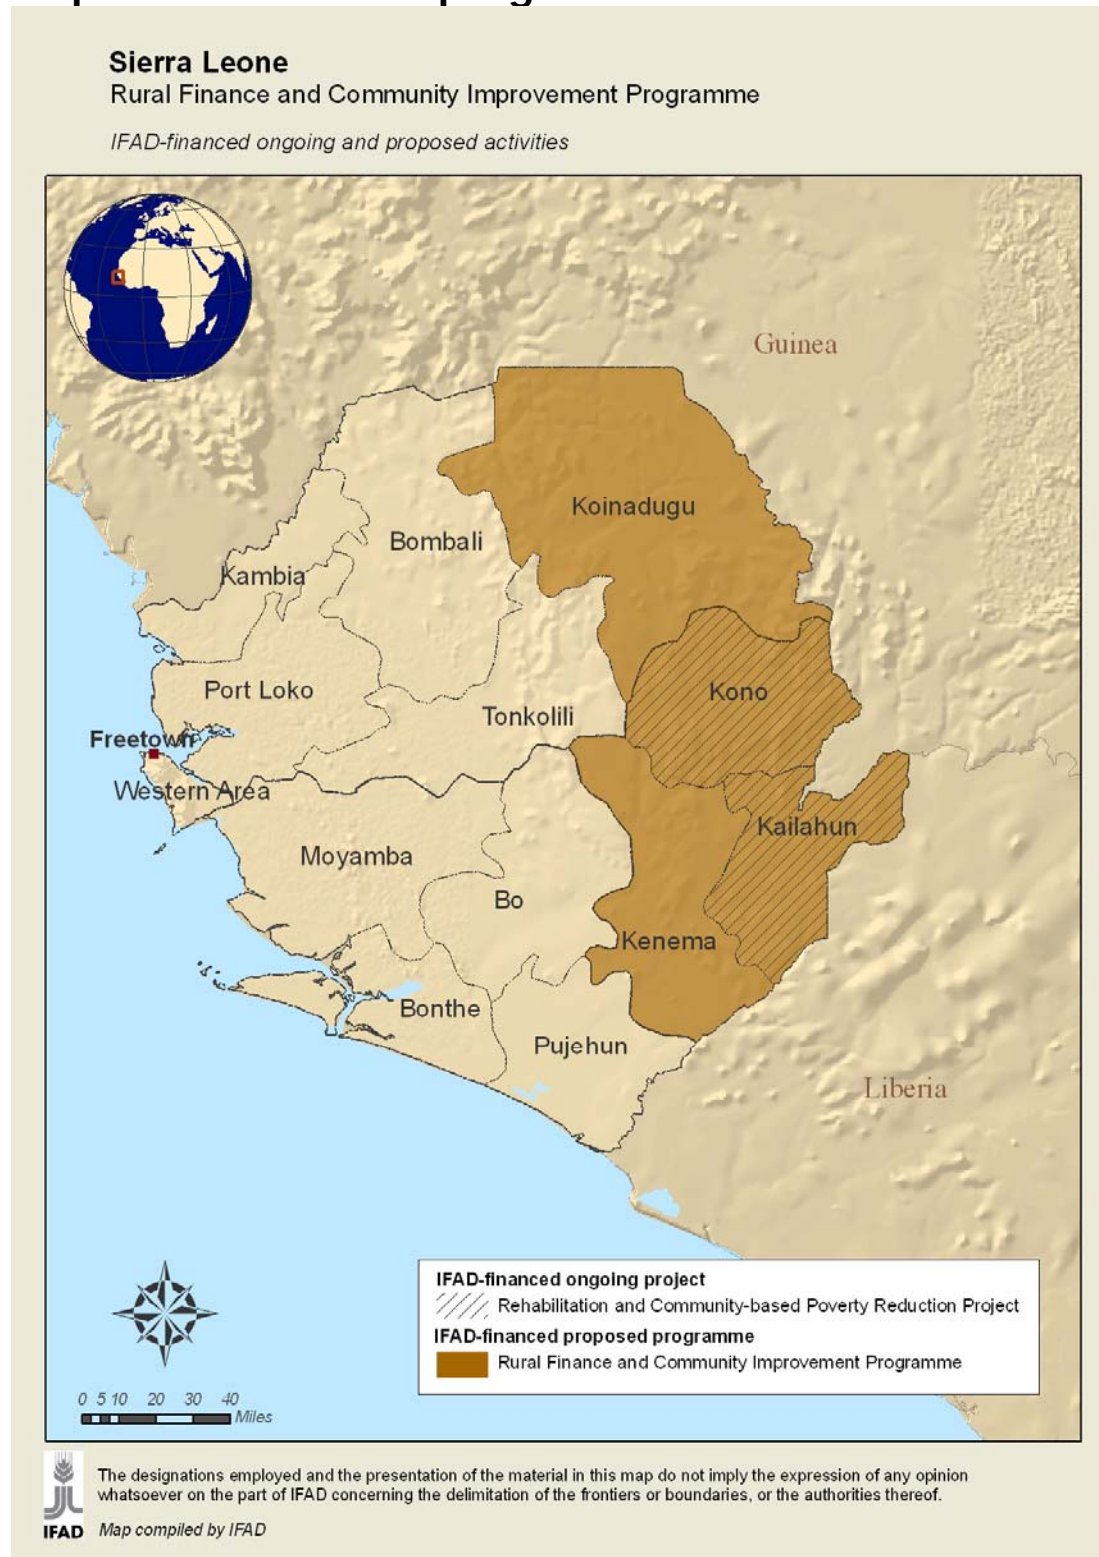 Sierra Leone
Rural Finance and Community Improvement Programme
IFAD-financed ongoing and proposed activities
Guinea
Koinadugu
Bombali
Kambia
Port Loko
Kono
Tonkolili
Freetown
Western Area
Kailahun
Moyamba
Bo
Kenema
Bonthe
Pujehun
Liberia
IFAD-financed ongoing project
Rehabilitation and Community-based Poverty Reduction Project
IFAD-financed proposed programme
Rural Finance and Community Improvement Programme
0 5 10 20 30 40
Miles
The designations employed and the presentation of the material in this map do not imply the expression of any opinion
whatsoever on the part of IFAD concerning the delimitation of the frontiers or boundaries, or the authorities thereof.
IFAD Map compiled by IFAD